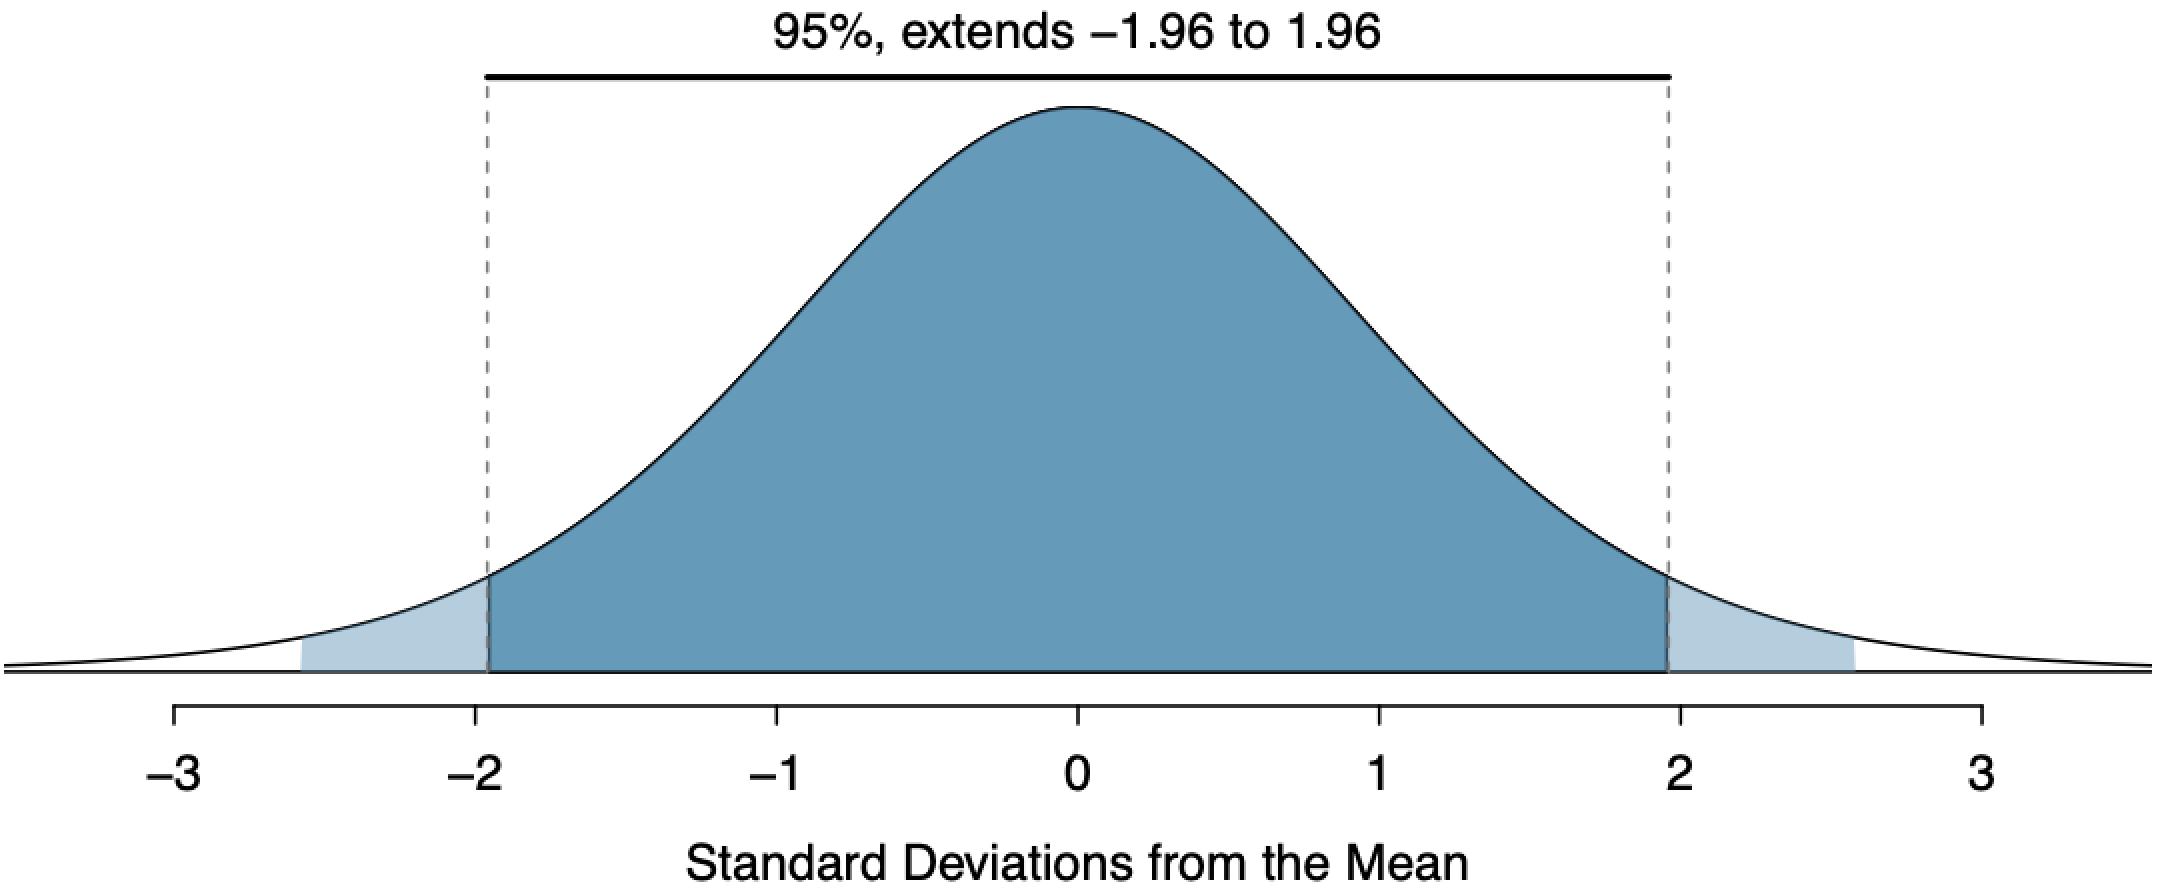 95%, extends –1.96 to 1.96
–3 –2 –1 0 1 2 3
Standard Deviations from the Mean